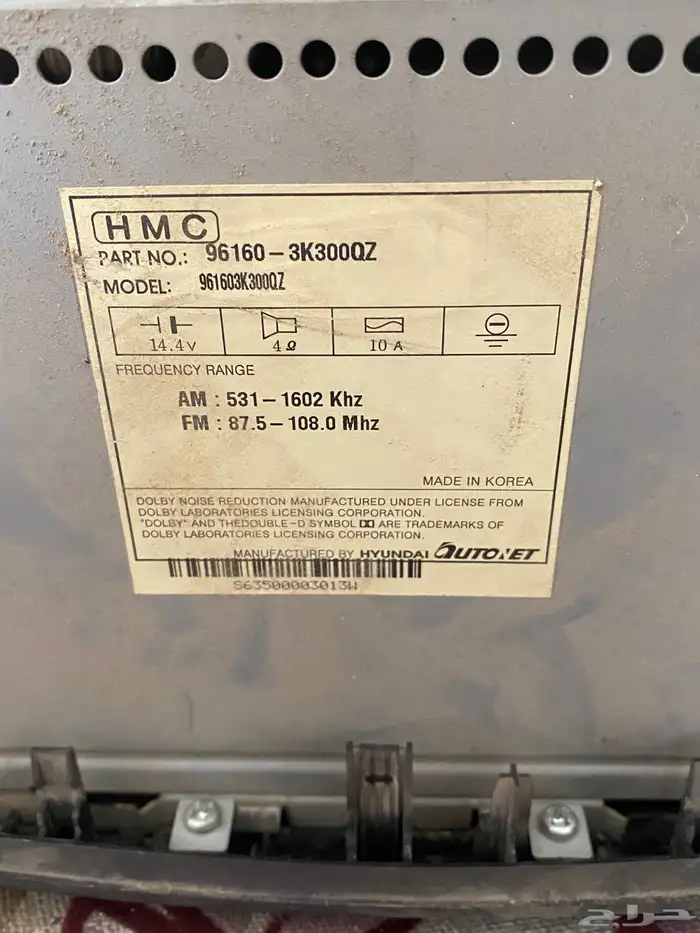 HMC
PART NO.: 96160-3K300QZ
MODEL: 961603K300QZ
14.4V 4Ω 10 A
FREQUENCY RANGE
AM : 531-1602 Khz
FM : 87.5-108.0 Mhz
MADE IN KOREA
DOLBY NOISE REDUCTION MANUFACTURED UNDER LICENSE FROM
DOLBY LABORATORIES LICENSING CORPORATION.
"DOLBY" AND THEDOUBLE-D SYMBOL ARE TRADEMARKS OF
DOLBY LABORATORIES LICENSING CORPORATION.
MANUFACTURED BY HYUNDAI AUTONET
S63500003013W
حراج